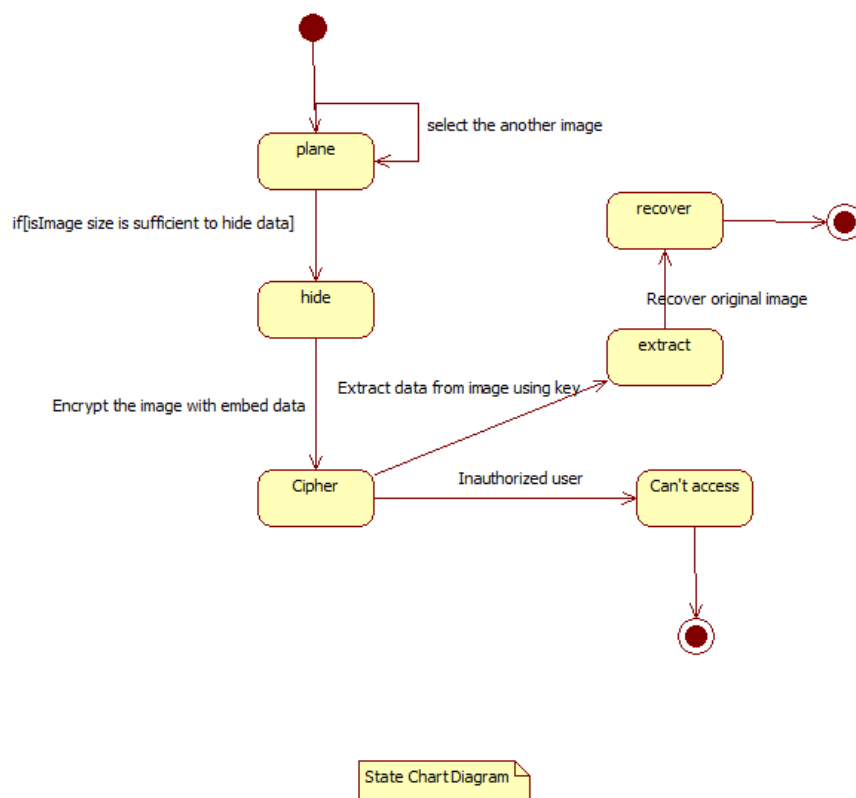 select the another image
plane
if[isImage size is sufficient to hide data]
recover
hide
Recover original image
extract
Extract data from image using key
Encrypt the image with embed data
Cipher
Inauthorized user
Can't access
State Chart Diagram